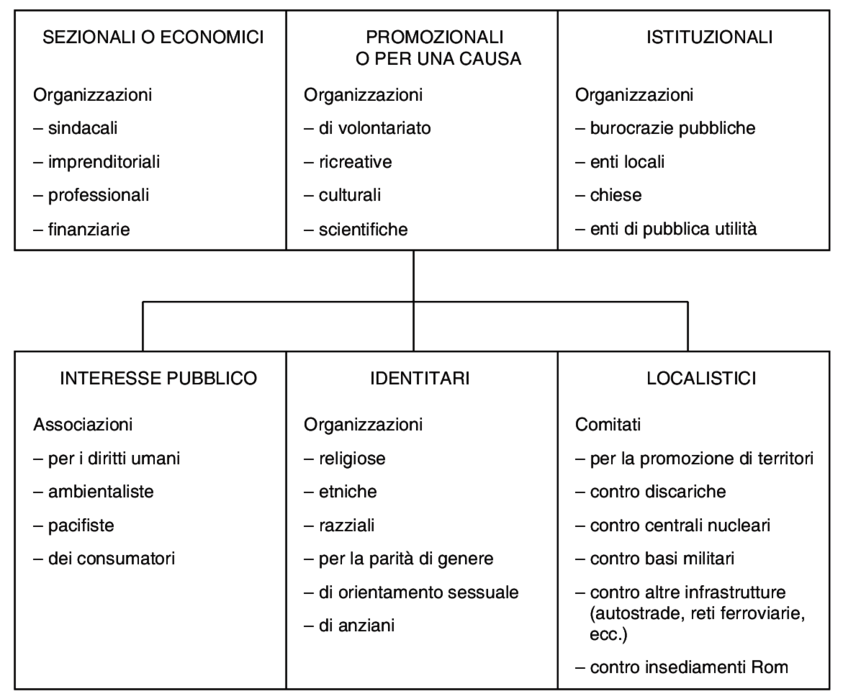 SEZIONALI O ECONOMICI
Organizzazioni
– sindacali
– imprenditoriali
– professionali
– finanziarie
PROMOZIONALI
O PER UNA CAUSA
Organizzazioni
– di volontariato
– ricreative
– culturali
– scientifiche
ISTITUZIONALI
Organizzazioni
– burocrazie pubbliche
– enti locali
– chiese
– enti di pubblica utilità
INTERESSE PUBBLICO
Associazioni
– per i diritti umani
– ambientaliste
– pacifiste
– dei consumatori
IDENTITARI
Organizzazioni
– religiose
– etniche
– razziali
– per la parità di genere
– di orientamento sessuale
– di anziani
LOCALISTICI
Comitati
– per la promozione di territori
– contro discariche
– contro centrali nucleari
– contro basi militari
– contro altre infrastrutture
(autostrade, reti ferroviarie,
ecc.)
– contro insediamenti Rom